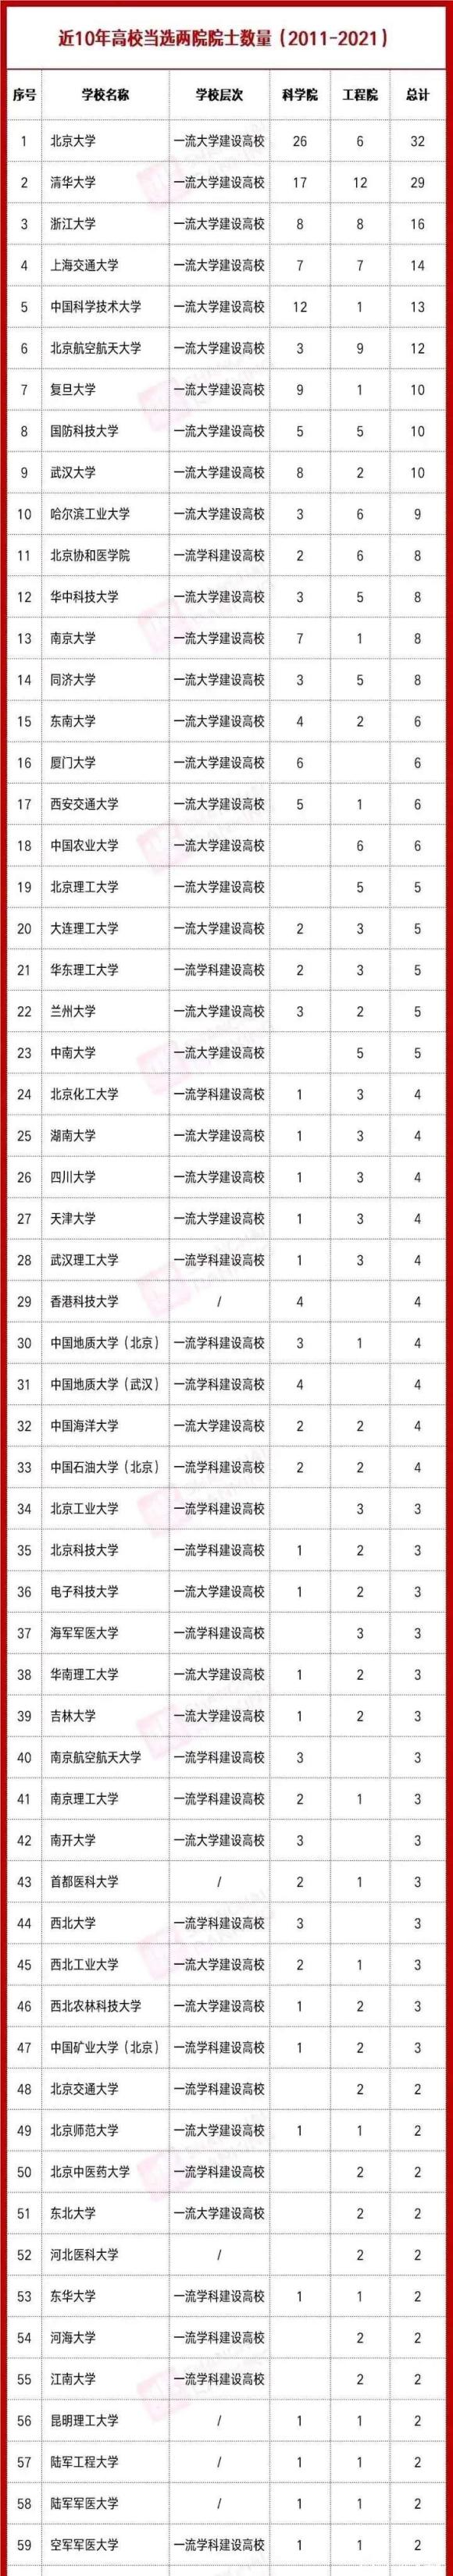 近10年高校当选两院院士数量（2011-2021）
序号 学校名称 学校层次 科学院 工程院 总计
1 北京大学 一流大学建设高校 26 6 32
2 清华大学 一流大学建设高校 17 12 29
3 浙江大学 一流大学建设高校 8 8 16
4 上海交通大学 一流大学建设高校 7 7 14
5 中国科学技术大学 一流大学建设高校 12 1 13
6 北京航空航天大学 一流大学建设高校 3 9 12
7 复旦大学 一流大学建设高校 9 1 10
8 国防科技大学 一流大学建设高校 5 5 10
9 武汉大学 一流大学建设高校 8 2 10
10 哈尔滨工业大学 一流大学建设高校 3 6 9
11 北京协和医学院 一流学科建设高校 2 6 8
12 华中科技大学 一流大学建设高校 3 5 8
13 南京大学 一流大学建设高校 7 1 8
14 同济大学 一流大学建设高校 3 5 8
15 东南大学 一流大学建设高校 4 2 6
16 厦门大学 一流大学建设高校 6 6
17 西安交通大学 一流大学建设高校 5 1 6
18 中国农业大学 一流大学建设高校 6 6
19 北京理工大学 一流大学建设高校 5 5
20 大连理工大学 一流大学建设高校 2 3 5
21 华东理工大学 一流学科建设高校 2 3 5
22 兰州大学 一流大学建设高校 3 2 5
23 中南大学 一流大学建设高校 5 5
24 北京化工大学 一流学科建设高校 1 3 4
25 湖南大学 一流大学建设高校 1 3 4
26 四川大学 一流大学建设高校 1 3 4
27 天津大学 一流大学建设高校 1 3 4
28 武汉理工大学 一流学科建设高校 1 3 4
29 香港科技大学 / 4 4
30 中国地质大学（北京） 一流学科建设高校 3 1 4
31 中国地质大学（武汉） 一流学科建设高校 4 4
32 中国海洋大学 一流大学建设高校 2 2 4
33 中国石油大学（北京） 一流学科建设高校 2 2 4
34 北京工业大学 一流学科建设高校 3 3
35 北京科技大学 一流学科建设高校 1 2 3
36 电子科技大学 一流大学建设高校 1 2 3
37 海军军医大学 一流学科建设高校 3 3
38 华南理工大学 一流大学建设高校 1 2 3
39 吉林大学 一流大学建设高校 1 2 3
40 南京航空航天大学 一流学科建设高校 3 3
41 南京理工大学 一流学科建设高校 2 1 3
42 南开大学 一流大学建设高校 3 3
43 首都医科大学 / 2 1 3
44 西北大学 一流学科建设高校 3 3
45 西北工业大学 一流大学建设高校 2 1 3
46 西北农林科技大学 一流大学建设高校 1 2 3
47 中国矿业大学（北京） 一流学科建设高校 1 2 3
48 北京交通大学 一流学科建设高校 2 2
49 北京师范大学 一流大学建设高校 1 1 2
50 北京中医药大学 一流学科建设高校 2 2
51 东北大学 一流大学建设高校 2 2
52 河北医科大学 / 2 2
53 东华大学 一流学科建设高校 1 1 2
54 河海大学 一流学科建设高校 2 2
55 江南大学 一流学科建设高校 2 2
56 昆明理工大学 / 1 1 2
57 陆军工程大学 / 1 1 2
58 陆军军医大学 / 1 1 2
59 空军军医大学 一流学科建设高校 1 1 2